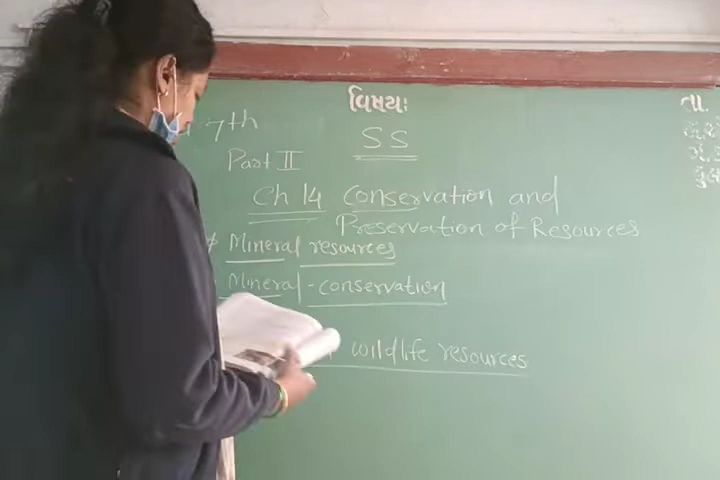 વિષયઃ
તા.
7th
SS
Part II
Ch 14 Conservation and
Preservation of Resources
* Mineral resources
Mineral - conservation
wildlife resources